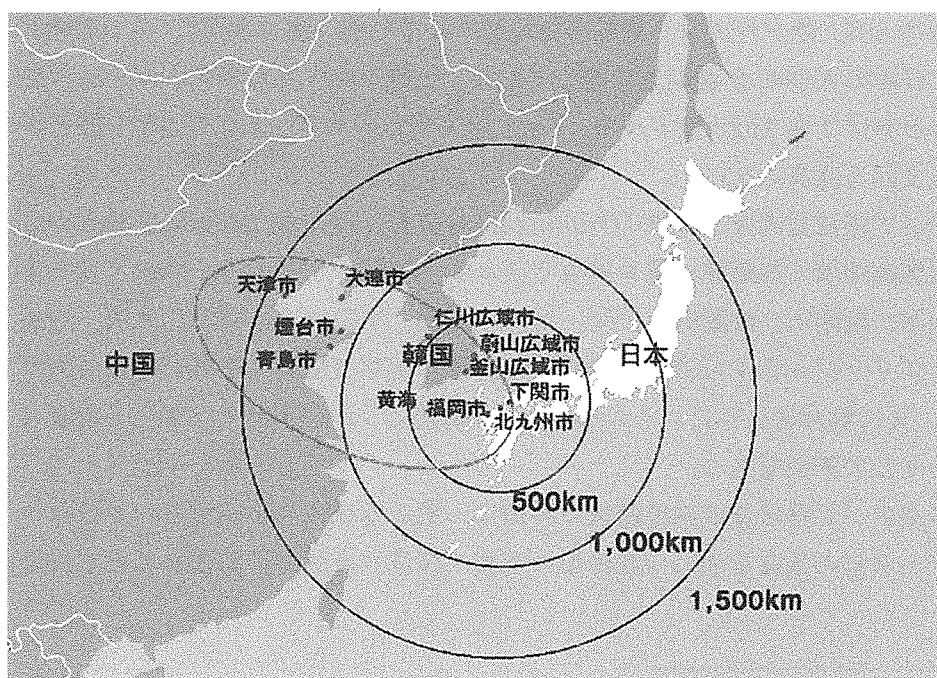 天津市
大連市
仁川広域市
煙台市
蔚山広域市
韓国
日本
青島市
中国
釜山広域市
下関市
黄海
福岡市
北九州市
500km
1,000km
1,500km